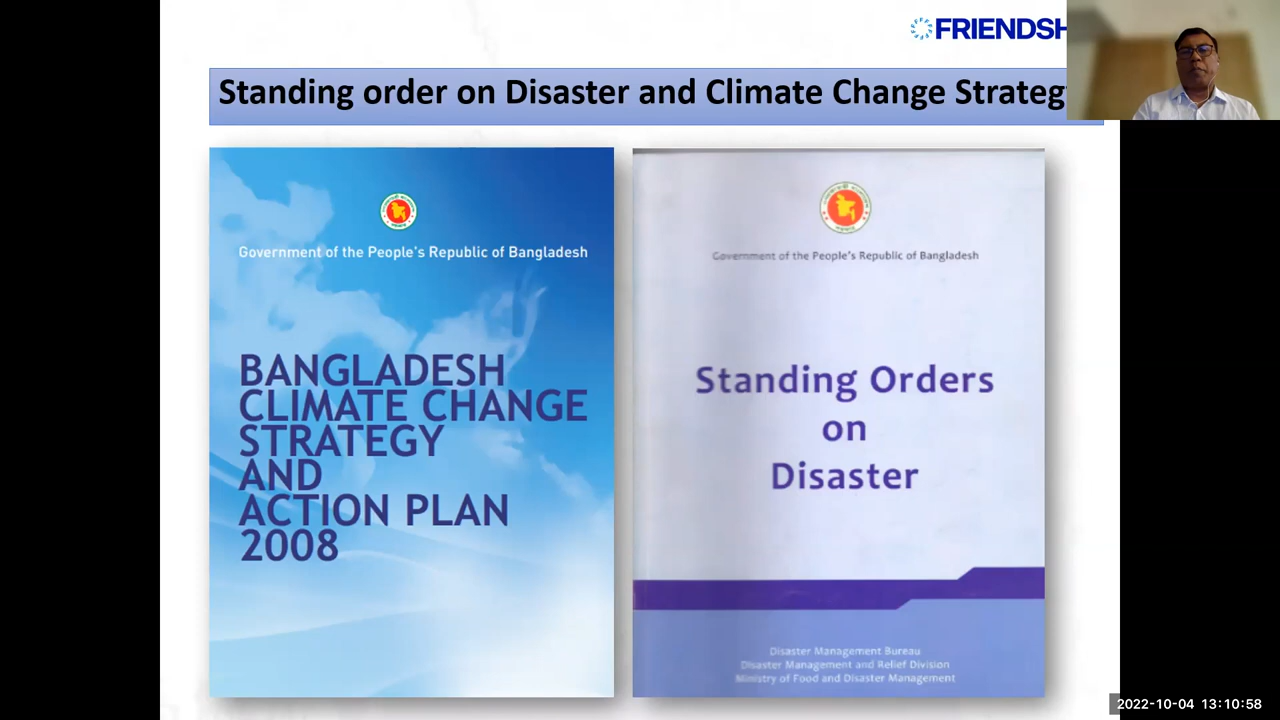 FRIENDSH
Standing order on Disaster and Climate Change Strateg
Government of the People's Republic of Bangladesh
BANGLADESH
CLIMATE CHANGE
STRATEGY
AND
ACTION PLAN
2008
Government of the People's Republic of Bangladesh
Standing Orders
on
Disaster
Disaster Management Bureau
Disaster Management and Relief Division
Ministry of Food and Disaster Management
2022-10-04 13:10:58